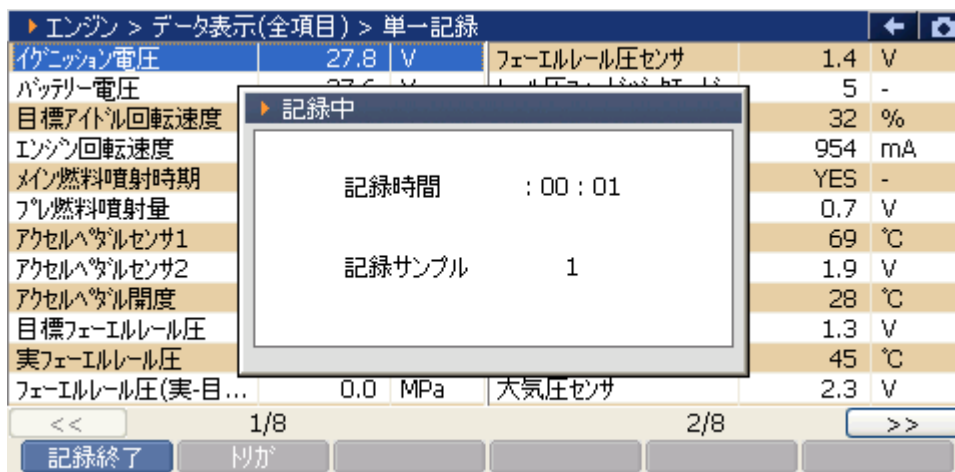 エンジン > データ表示(全項目) > 単一記録
イグニッション電圧 27.8 V フューエルレール圧センサ 1.4 V
バッテリー電圧 5 -
目標アイドル回転速度 32 %
エンジン回転速度 954 mA
メイン燃料噴射時期 YES -
プレ燃料噴射量 0.7 V
アクセルペダルセンサ1 69 ℃
アクセルペダルセンサ2 1.9 V
アクセルペダル開度 28 ℃
目標フューエルレール圧 1.3 V
実フューエルレール圧 45 ℃
フューエルレール圧(実-目... 0.0 MPa 大気圧センサ 2.3 V
記録中
記録時間 :00:01
記録サンプル 1
<< 1/8 2/8 >>
記録終了 トリガ